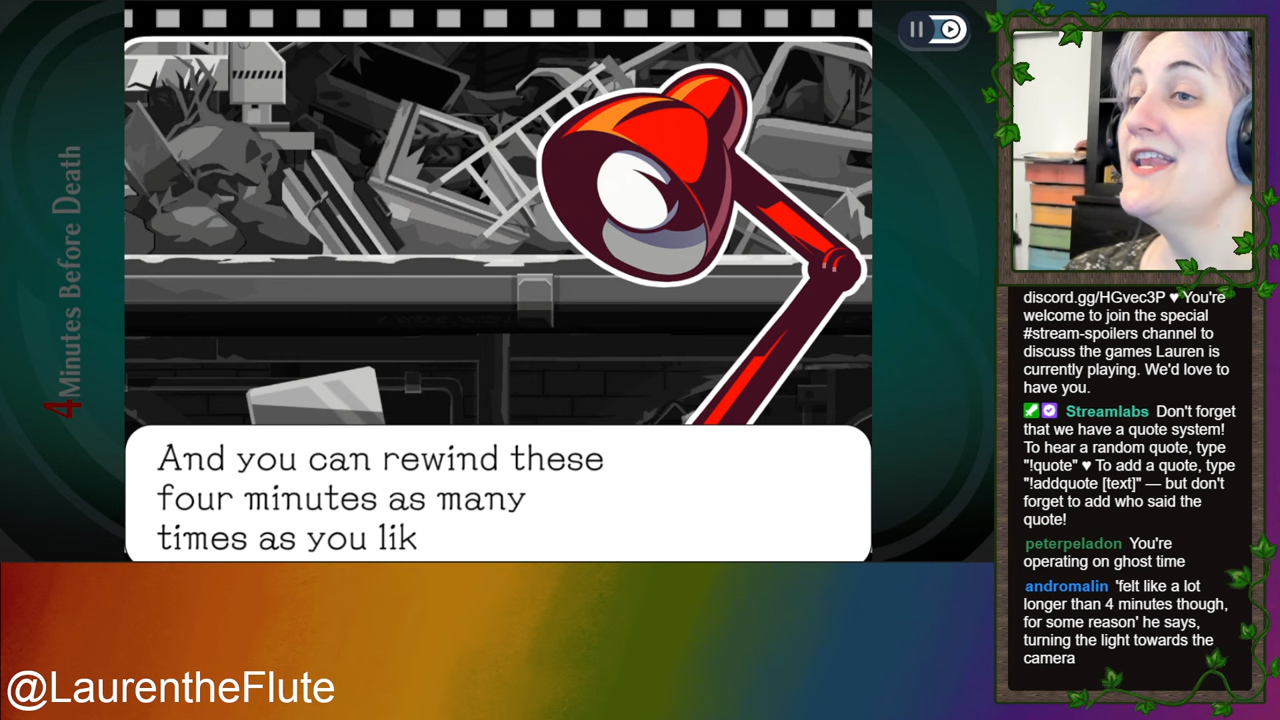 4 Minutes Before Death
And you can rewind these
four minutes as many
times as you lik
@LaurentheFlute
discord.gg/HGvec3P ♥ You're
welcome to join the special
#stream-spoilers channel to
discuss the games Lauren is
currently playing. We'd love to
have you.
Streamlabs Don't forget
that we have a quote system!
To hear a random quote, type
"!quote" ♥ To add a quote, type
"!addquote [text]" — but don't
forget to add who said the
quote!
peterpeladon You're
operating on ghost time
andromalin 'felt like a lot
longer than 4 minutes though,
for some reason' he says,
turning the light towards the
camera